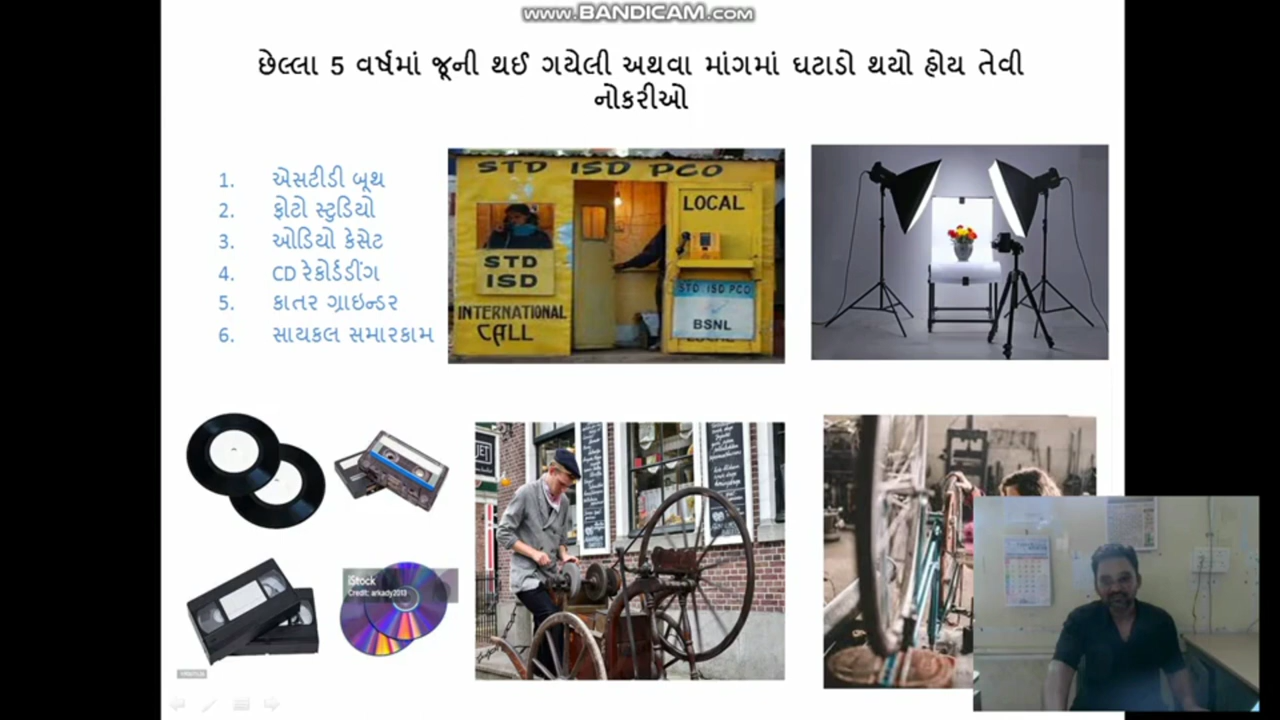 www.BANDICAM.com
છેલ્લા 5 વર્ષમાં જૂની થઈ ગયેલી અથવા માંગમાં ઘટાડો થયો હોય તેવી
નોકરીઓ
1. એસટીડી બૂથ
2. ફોટો સ્ટુડિયો
3. ઓડિયો કેસેટ
4. CD રેકોર્ડડીંગ
5. કાતર ગ્રાઇન્ડર
6. સાયકલ સમારકામ
STD ISD PCO
LOCAL
STD
ISD
STD.ISD PCO
BSNL
INTERNATIONAL
CALL
iStock
Credit: arkady2013